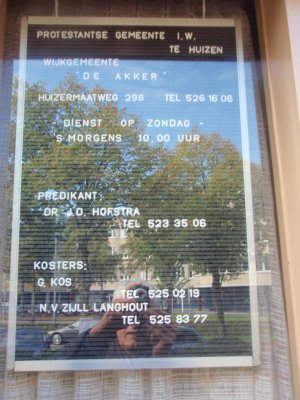 PROTESTANTSE GEMEENTE I.W.
TE HUIZEN
WIJKGEMEENTE
"DE AKKER"
HUIZERMAATWEG 298 TEL 526 16 06
- DIENST OP ZONDAG -
'S MORGENS 10.00 UUR
PREDIKANT:
DR. J.D. HOFSTRA
TEL 523 35 06
KOSTERS:
G. KOS
TEL 525 02 19
N.V. ZIJLL LANGHOUT
TEL 525 83 77